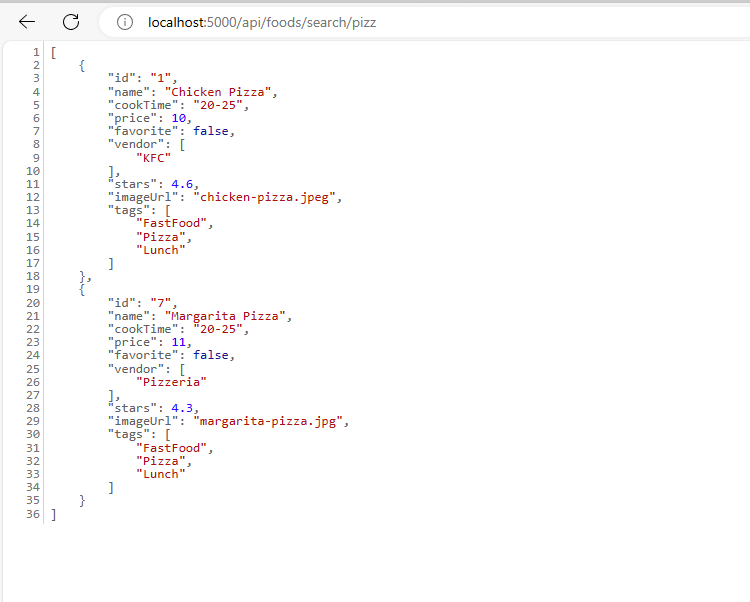 localhost:5000/api/foods/search/pizz
1 [
2     {
3         "id": "1",
4         "name": "Chicken Pizza",
5         "cookTime": "20-25",
6         "price": 10,
7         "favorite": false,
8         "vendor": [
9             "KFC"
10         ],
11         "stars": 4.6,
12         "imageUrl": "chicken-pizza.jpeg",
13         "tags": [
14             "FastFood",
15             "Pizza",
16             "Lunch"
17         ]
18     },
19     {
20         "id": "7",
21         "name": "Margarita Pizza",
22         "cookTime": "20-25",
23         "price": 11,
24         "favorite": false,
25         "vendor": [
26             "Pizzeria"
27         ],
28         "stars": 4.3,
29         "imageUrl": "margarita-pizza.jpg",
30         "tags": [
31             "FastFood",
32             "Pizza",
33             "Lunch"
34         ]
35     }
36 ]